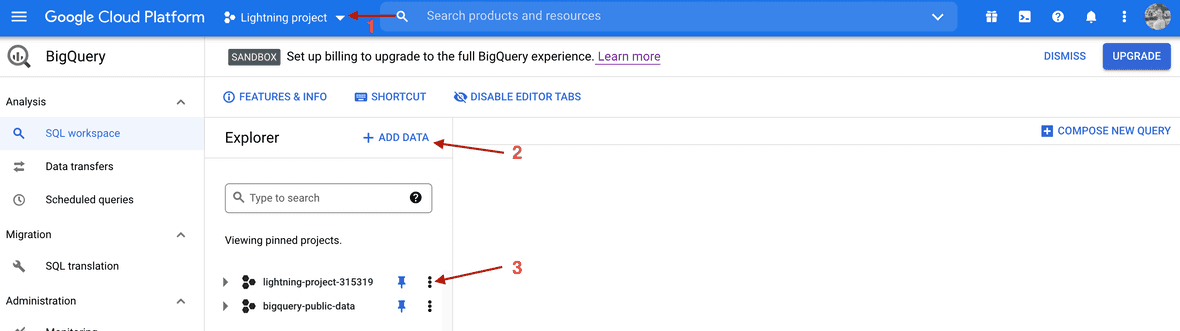 Google Cloud Platform
Lightning project
1
Search products and resources
BigQuery
SANDBOX Set up billing to upgrade to the full BigQuery experience. Learn more
DISMISS
UPGRADE
Analysis
SQL workspace
Data transfers
Scheduled queries
Migration
SQL translation
Administration
Monitoring
FEATURES & INFO
SHORTCUT
DISABLE EDITOR TABS
Explorer
+ ADD DATA
2
Type to search
Viewing pinned projects.
lightning-project-315319
3
bigquery-public-data
COMPOSE NEW QUERY